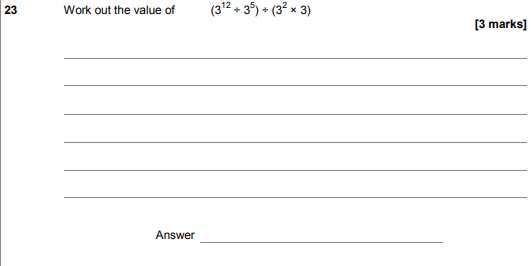 23 Work out the value of (3¹² ÷ 3⁵) ÷ (3² × 3)
[3 marks]
Answer